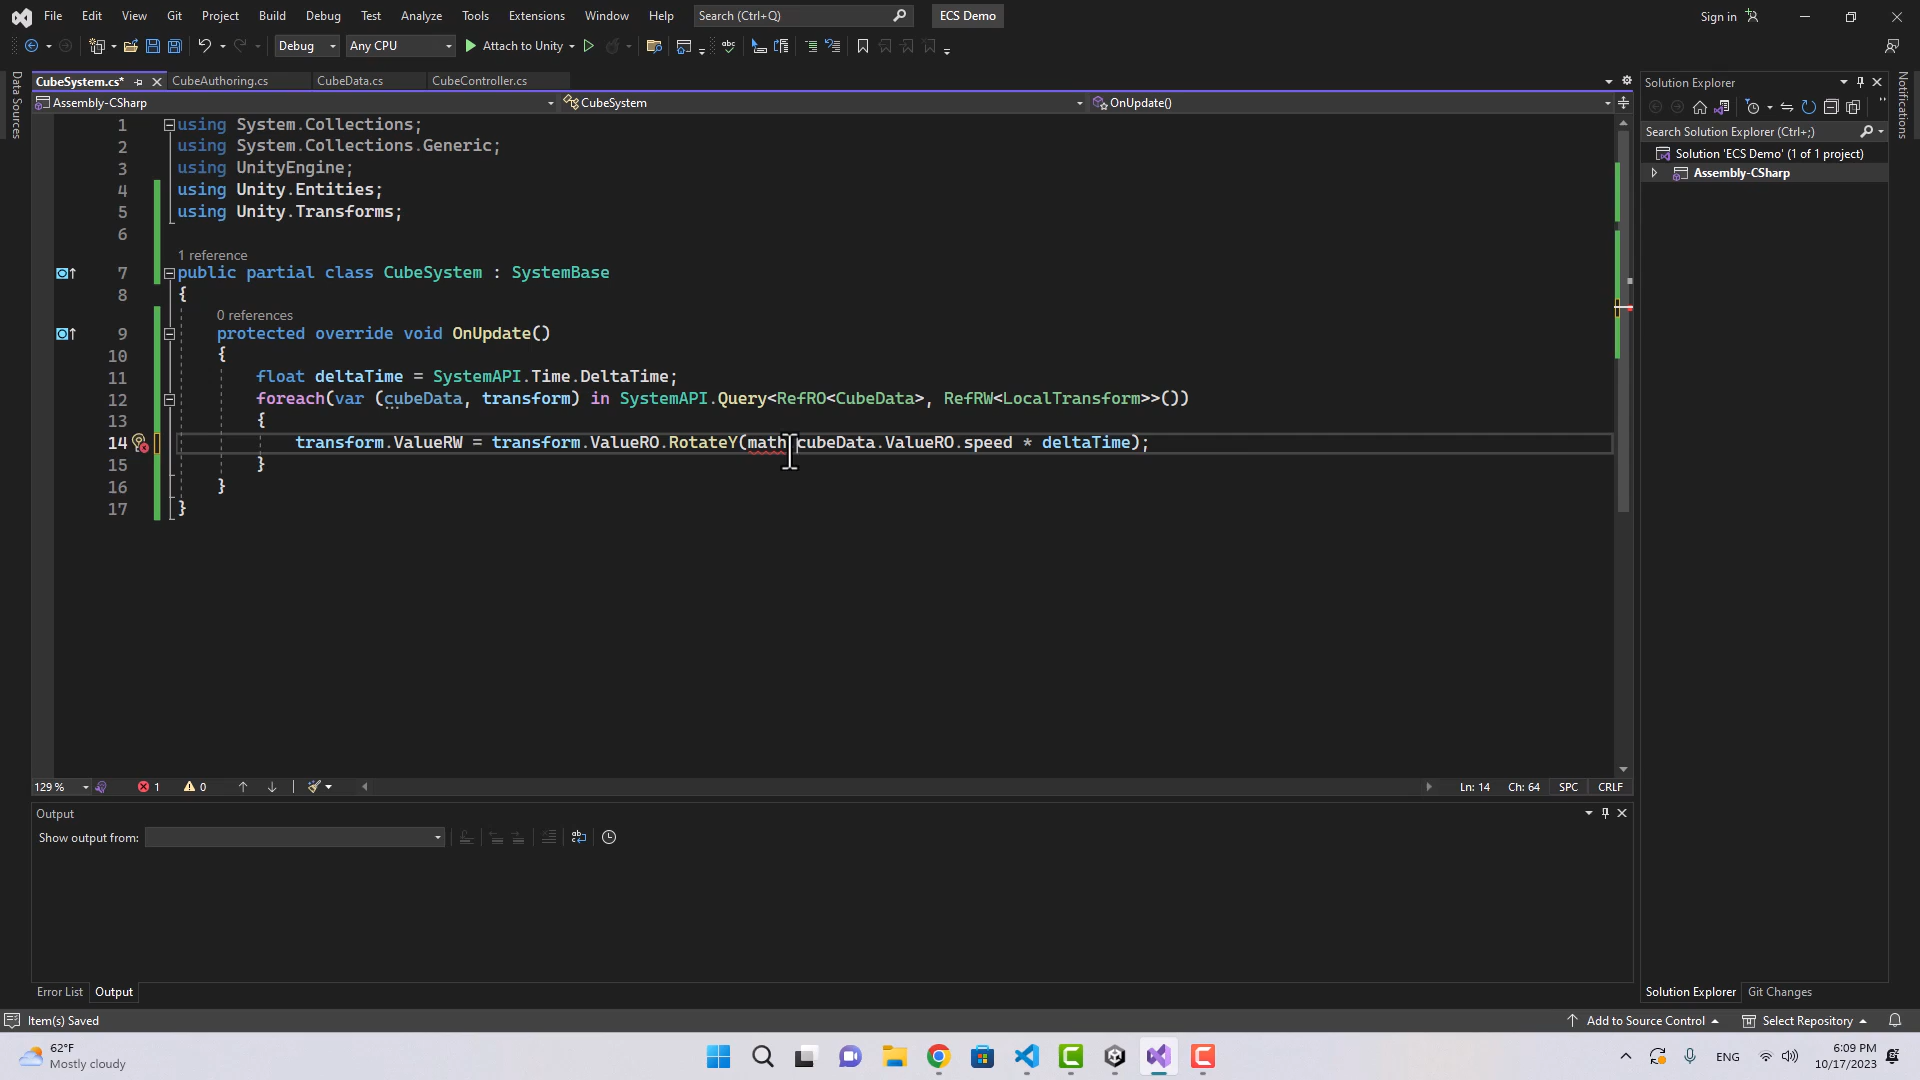 File Edit View Git Project Build Debug Test Analyze Tools Extensions Window Help Search (Ctrl+Q) ECS Demo Sign in
Debug Any CPU Attach to Unity
CubeSystem.cs* CubeAuthoring.cs CubeData.cs CubeController.cs
Assembly-CSharp CubeSystem OnUpdate()
Data Sources
1 using System.Collections;
2 using System.Collections.Generic;
3 using UnityEngine;
4 using Unity.Entities;
5 using Unity.Transforms;
6
1 reference
7 public partial class CubeSystem : SystemBase
8 {
0 references
9 protected override void OnUpdate()
10 {
11 float deltaTime = SystemAPI.Time.DeltaTime;
12 foreach(var (cubeData, transform) in SystemAPI.Query<RefRO<CubeData>, RefRW<LocalTransform>>())
13 {
14 transform.ValueRW = transform.ValueRO.RotateY(math cubeData.ValueRO.speed * deltaTime);
15 }
16 }
17 }
129 % 1 0 Ln: 14 Ch: 64 SPC CRLF
Output
Show output from:
Error List Output
Solution Explorer
Search Solution Explorer (Ctrl+;)
Solution 'ECS Demo' (1 of 1 project)
Assembly-CSharp
Notifications
Solution Explorer Git Changes
Item(s) Saved Add to Source Control Select Repository
62°F
Mostly cloudy
ENG
6:09 PM
10/17/2023